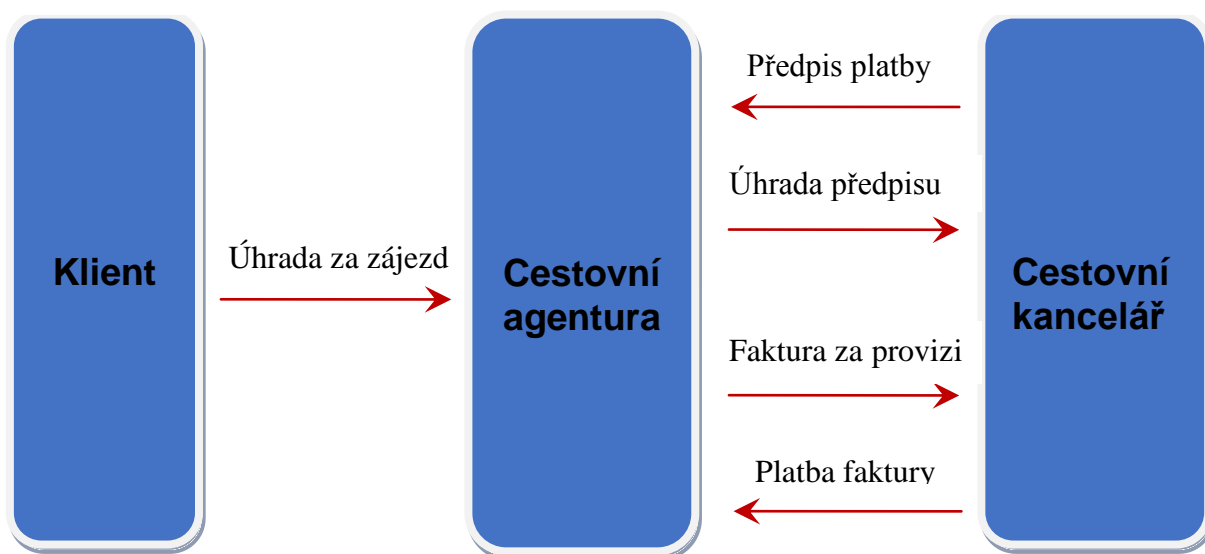 Klient
Úhrada za zájezd
Cestovní
agentura
Předpis platby
Úhrada předpisu
Faktura za provizi
Platba faktury
Cestovní
kancelář